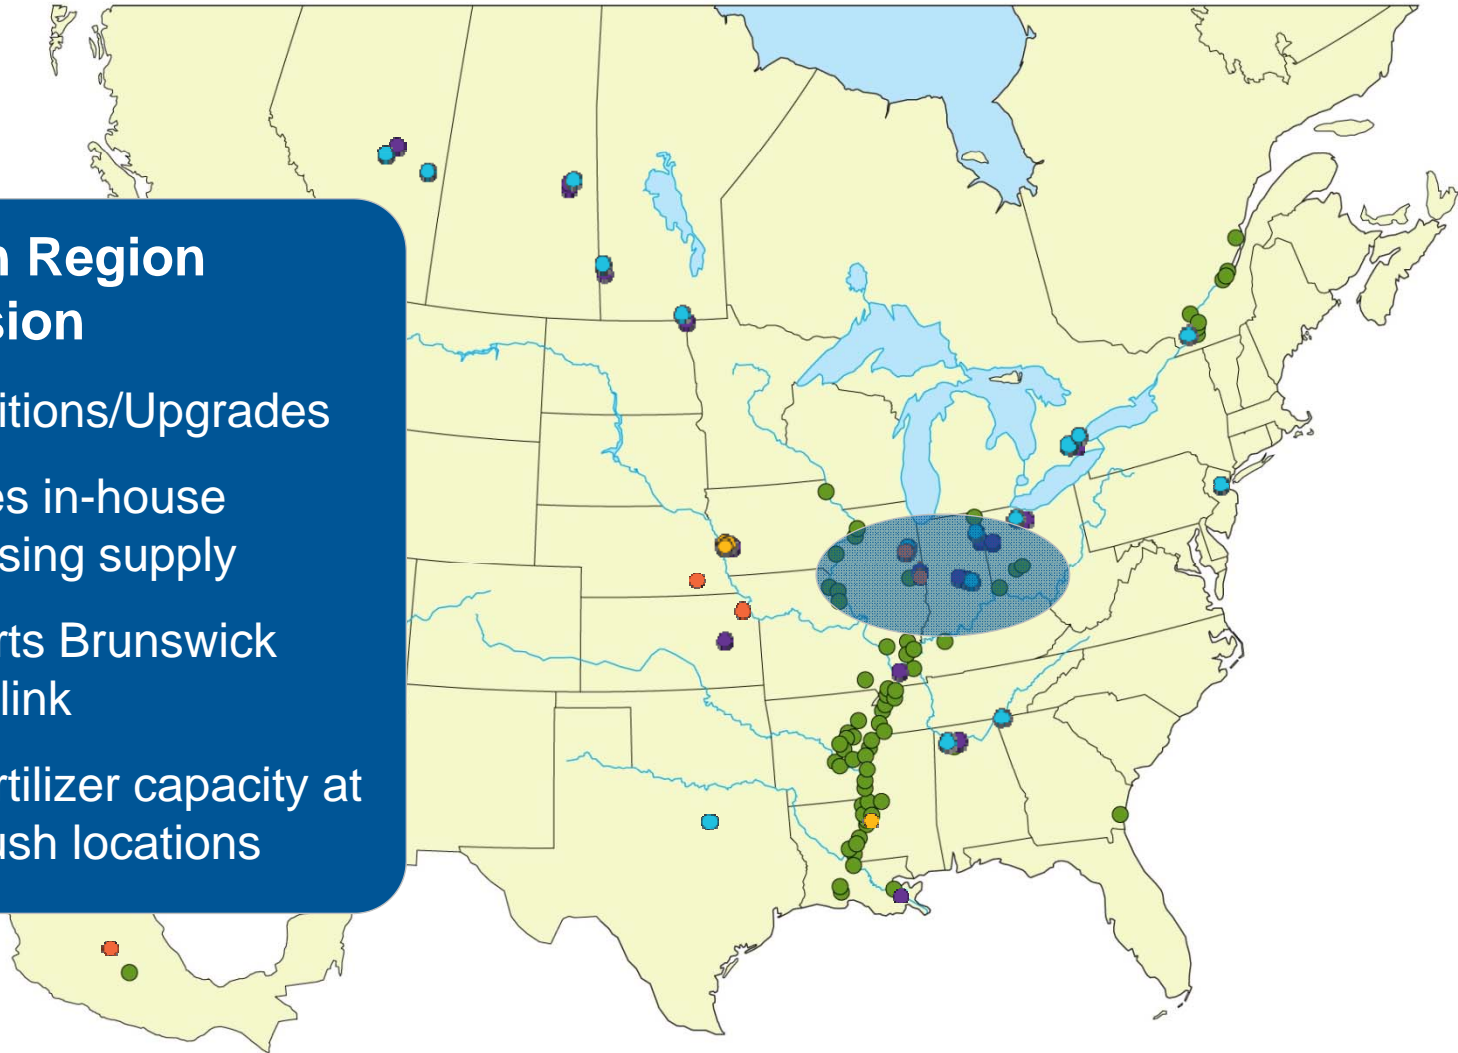 n Region
sion
itions/Upgrades
es in-house
sing supply
rts Brunswick
link
rtilizer capacity at
ush locations